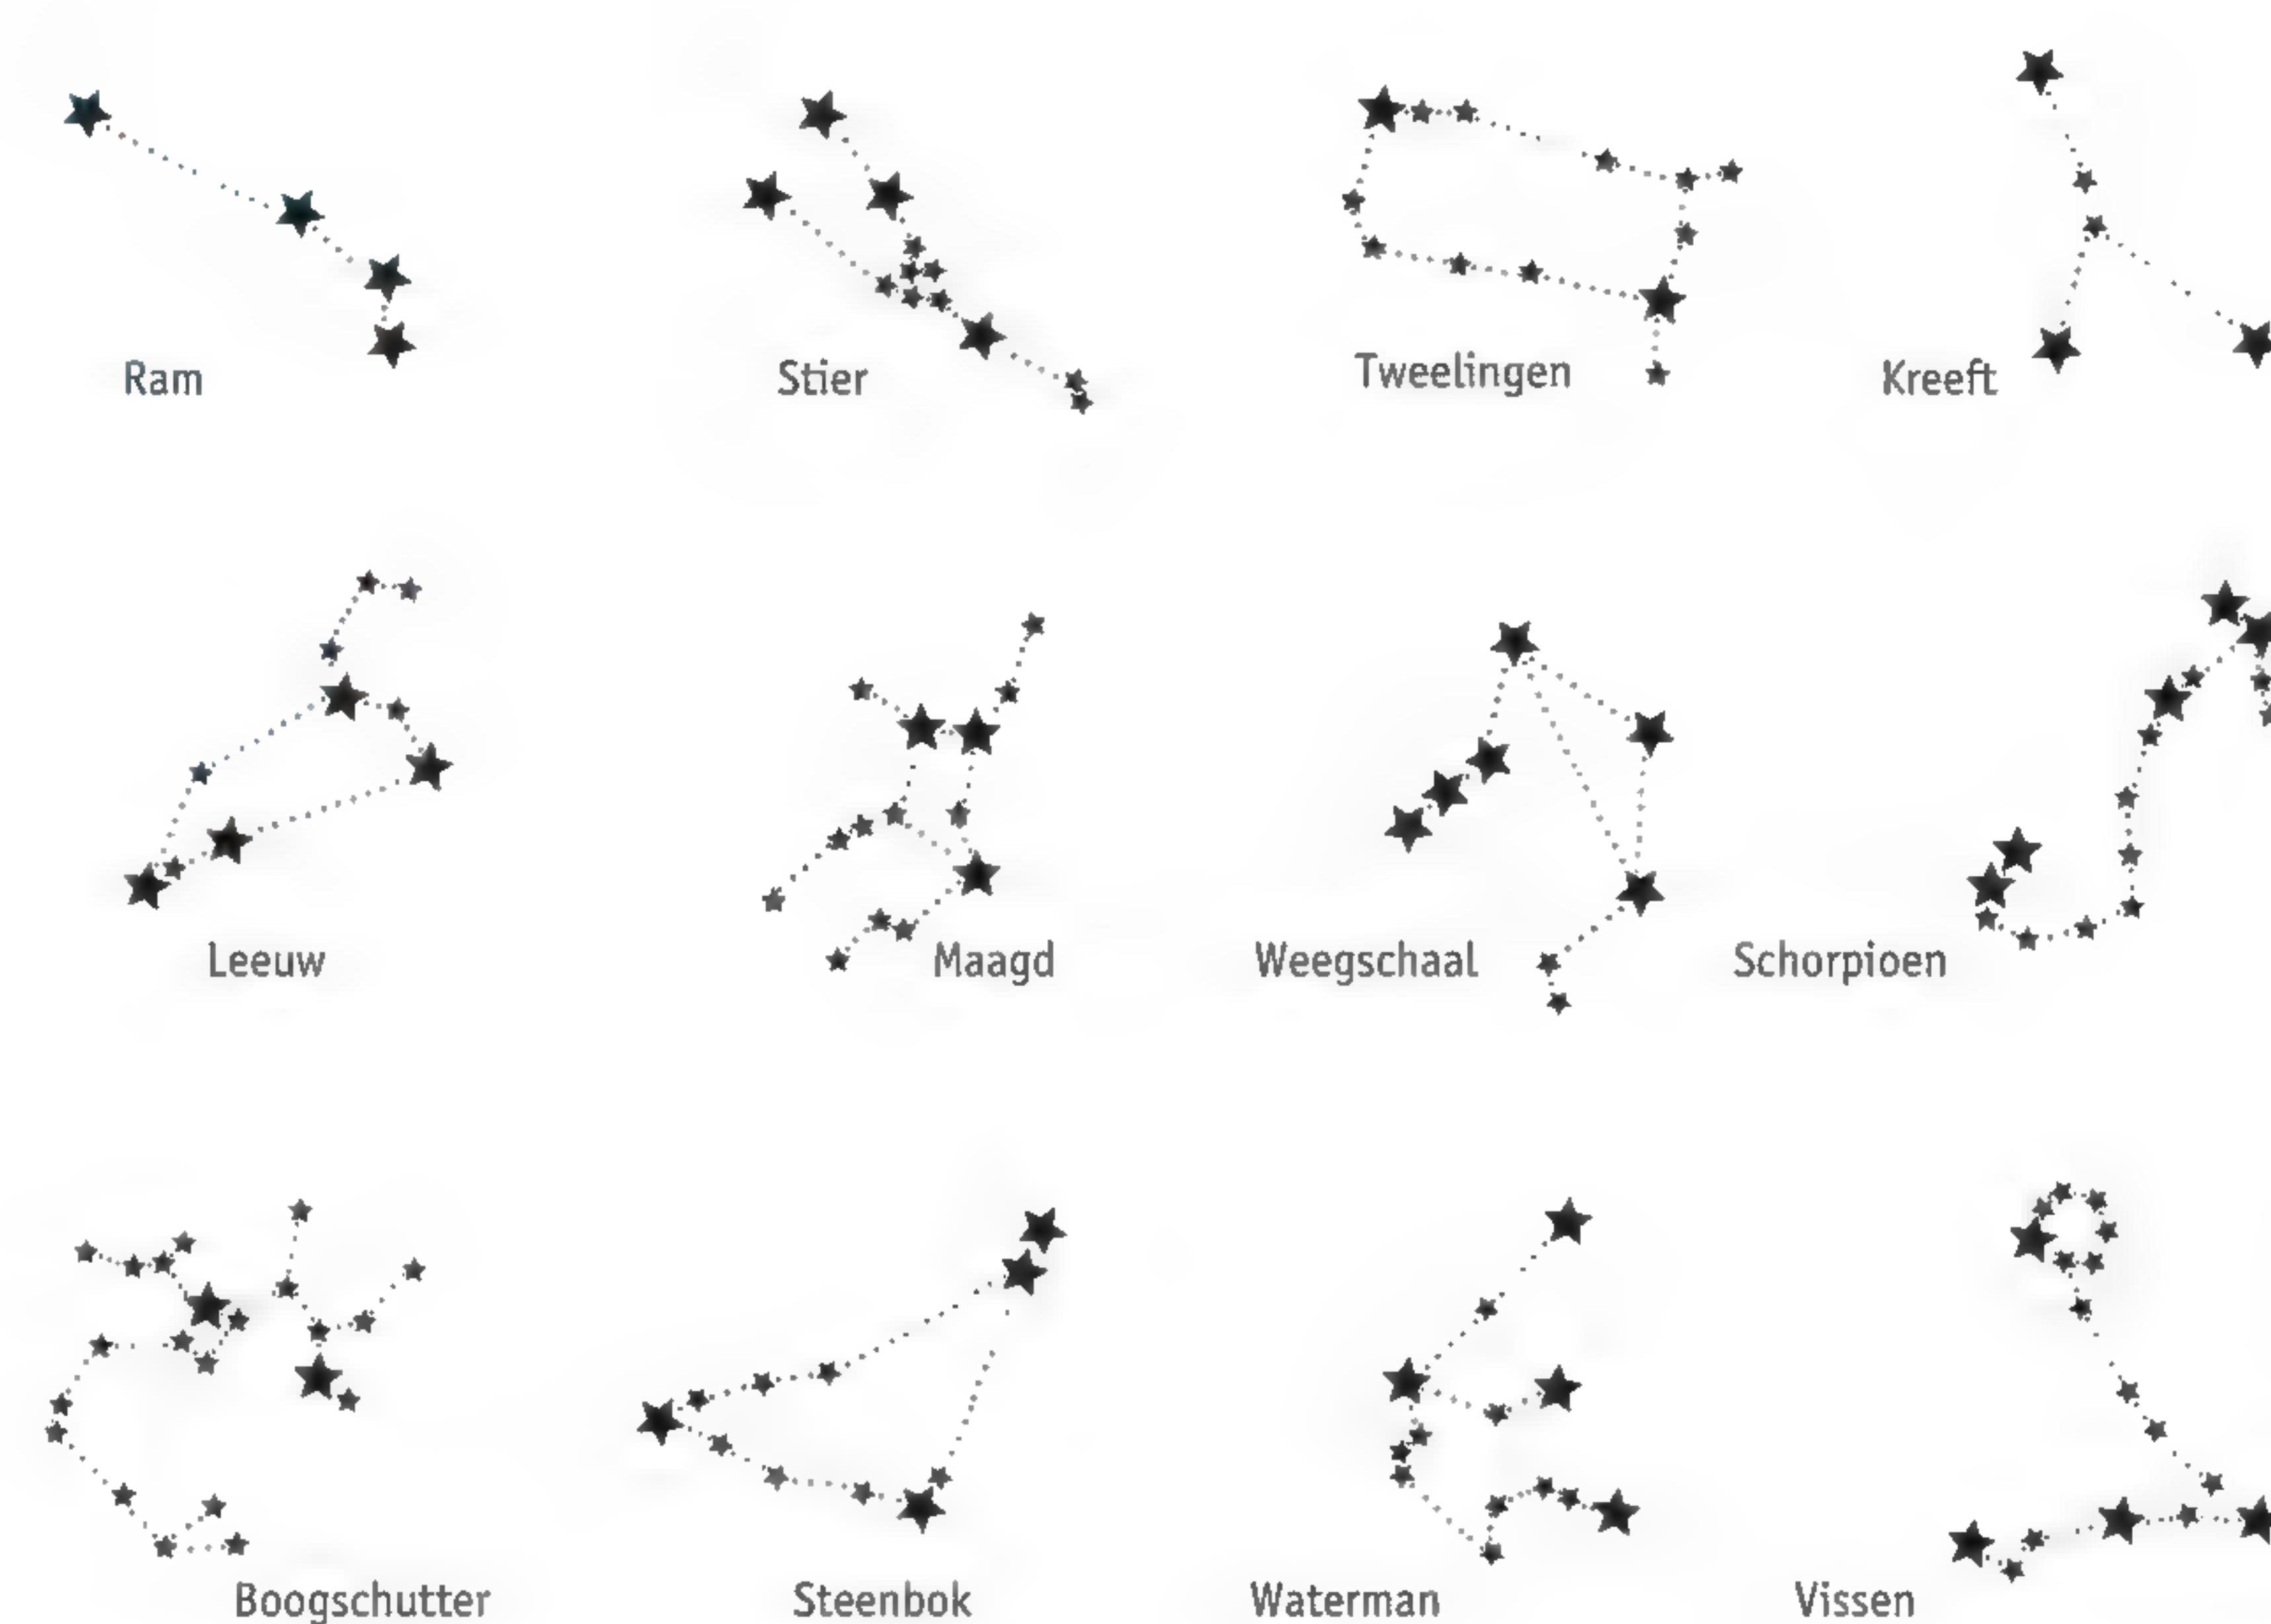 Ram
Stier
Tweelingen
Kreeft
Leeuw
Maagd
Weegschaal
Schorpioen
Boogschutter
Steenbok
Waterman
Vissen